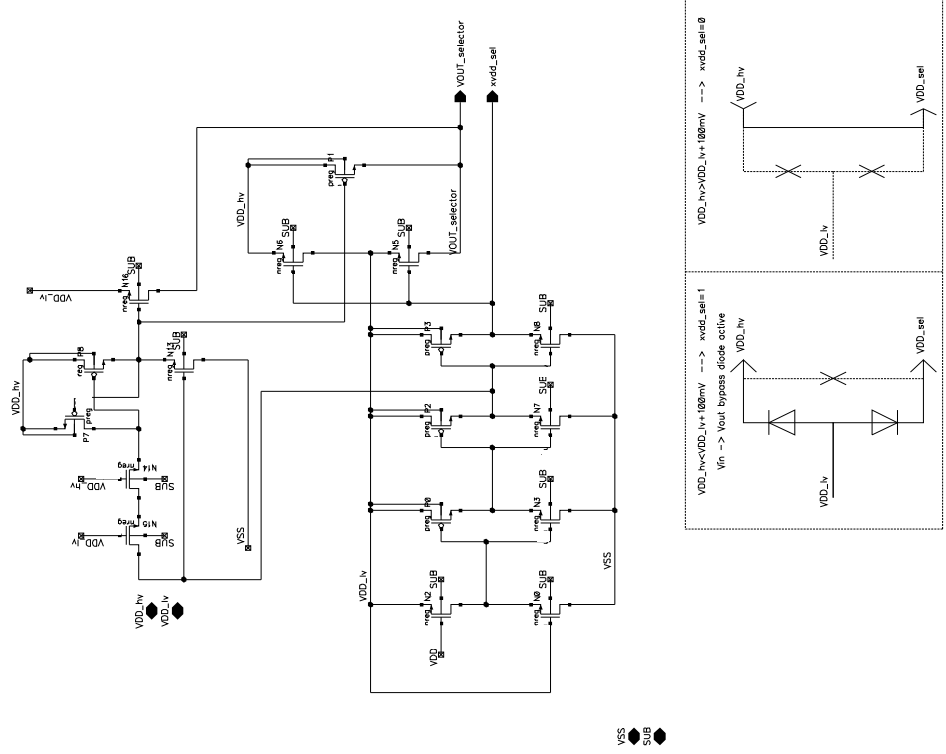 VOUT_selector
xvdd_sel
VDD_hv
P1
preg
VDD_hv
SUB
N6
nreg
SUB
N5
nreg
VOUT_selector
VDD_lv
N16
SUB
nreg
P8
preg
N13
SUB
nreg
P7
preg
VDD_hv
N14
nreg
SUB
VDD_lv
N15
nreg
SUB
VSS
VDD_hv
VDD_lv
P3
preg
N8
nreg
SUB
P2
preg
N7
nreg
P0
preg
N3
nreg
SUB
VDD_lv
N2
nreg
SUB
VDD
N0
nreg
SUB
VSS
VSS
SUB
VDD_hv>VDD_lv+100mV --> xvdd_sel=0
VDD_hv
VDD_sel
VDD_lv
VDD_hv<VDD_lv+100mV --> xvdd_sel=1
Vin -> Vout bypass diode active
VDD_hv
VDD_sel
VDD_lv